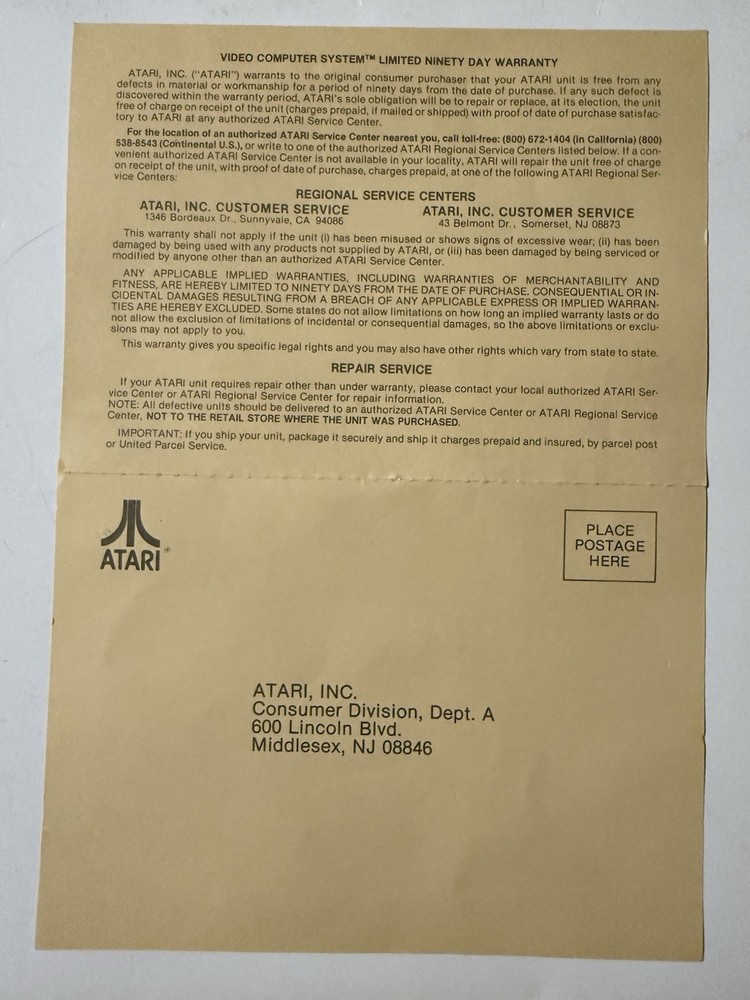 VIDEO COMPUTER SYSTEM™ LIMITED NINETY DAY WARRANTY
ATARI, INC. ("ATARI") warrants to the original consumer purchaser that your ATARI unit is free from any
defects in material or workmanship for a period of ninety days from the date of purchase. If any such defect is
discovered within the warranty period, ATARI's sole obligation will be to repair or replace, at its election, the unit
free of charge on receipt of the unit (charges prepaid, if mailed or shipped) with proof of date of purchase satisfac-
tory to ATARI at any authorized ATARI Service Center.
For the location of an authorized ATARI Service Center nearest you, call toll-free: (800) 672-1404 (in California) (800)
538-8543 (Continental U.S.), or write to one of the authorized ATARI Regional Service Centers listed below. If a con-
venient authorized ATARI Service Center is not available in your locality, ATARI will repair the unit free of charge
on receipt of the unit, with proof of date of purchase, charges prepaid, at one of the following ATARI Regional Ser-
vice Centers:
REGIONAL SERVICE CENTERS
ATARI, INC. CUSTOMER SERVICE
1346 Bordeaux Dr., Sunnyvale, CA 94086
ATARI, INC. CUSTOMER SERVICE
43 Belmont Dr., Somerset, NJ 08873
This warranty shall not apply if the unit (i) has been misused or shows signs of excessive wear; (ii) has been
damaged by being used with any products not supplied by ATARI, or (iii) has been damaged by being serviced or
modified by anyone other than an authorized ATARI Service Center.
ANY APPLICABLE IMPLIED WARRANTIES, INCLUDING WARRANTIES OF MERCHANTABILITY AND
FITNESS, ARE HEREBY LIMITED TO NINETY DAYS FROM THE DATE OF PURCHASE. CONSEQUENTIAL OR IN-
CIDENTAL DAMAGES RESULTING FROM A BREACH OF ANY APPLICABLE EXPRESS OR IMPLIED WARRAN-
TIES ARE HEREBY EXCLUDED. Some states do not allow limitations on how long an implied warranty lasts or do
not allow the exclusion of limitations of incidental or consequential damages, so the above limitations or exclu-
sions may not apply to you.
This warranty gives you specific legal rights and you may also have other rights which vary from state to state.
REPAIR SERVICE
If your ATARI unit requires repair other than under warranty, please contact your local authorized ATARI Ser-
vice Center or ATARI Regional Service Center for repair information.
NOTE: All defective units should be delivered to an authorized ATARI Service Center or ATARI Regional Service
Center, NOT TO THE RETAIL STORE WHERE THE UNIT WAS PURCHASED.
IMPORTANT: If you ship your unit, package it securely and ship it charges prepaid and insured, by parcel post
or United Parcel Service.
ATARI
PLACE
POSTAGE
HERE
ATARI, INC.
Consumer Division, Dept. A
600 Lincoln Blvd.
Middlesex, NJ 08846